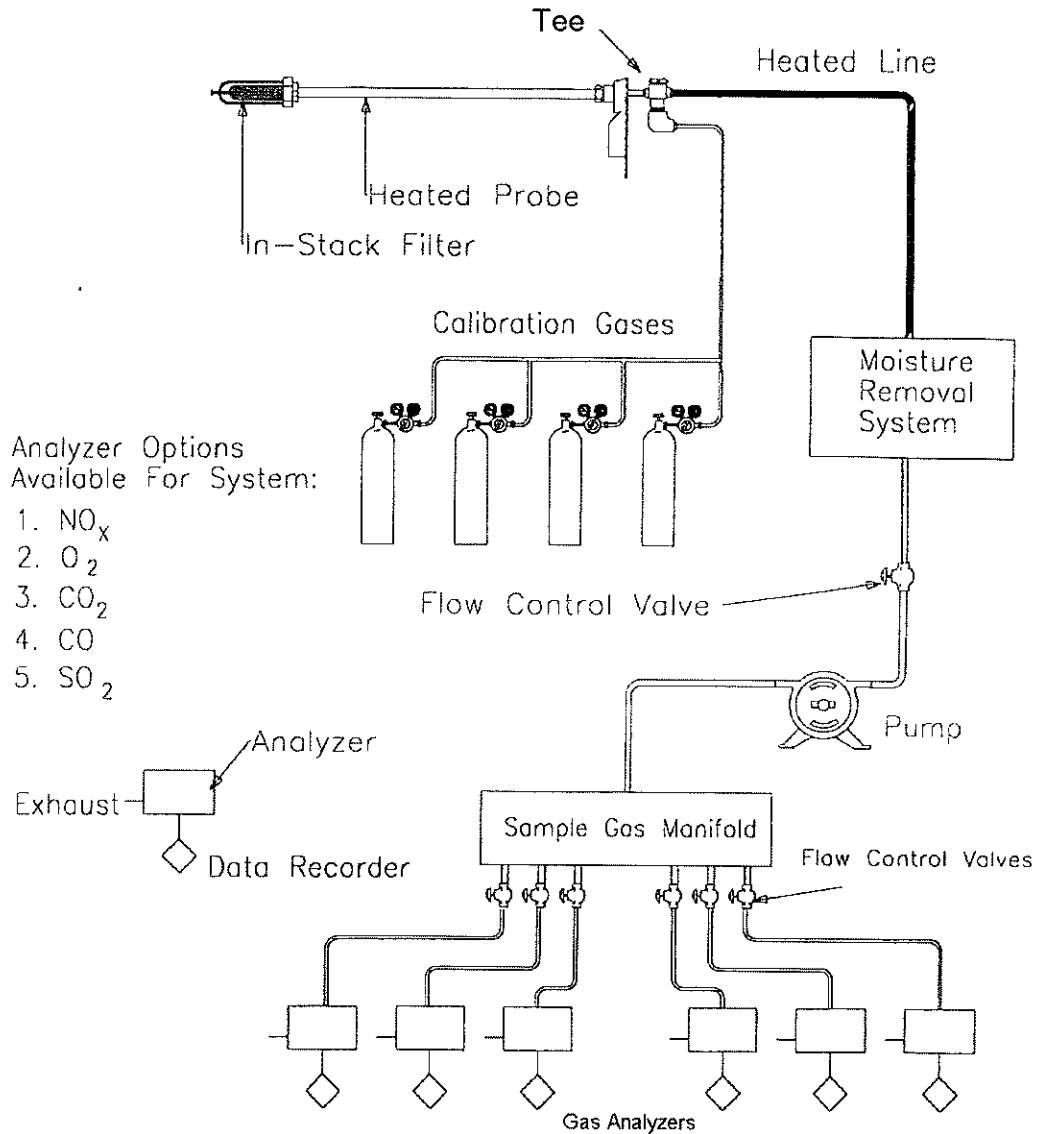 Tee
Heated Line
Heated Probe
In-Stack Filter
Calibration Gases
Moisture
Removal
System
Analyzer Options
Available For System:
1. NOx
2. O2
3. CO2
4. CO
5. SO2
Flow Control Valve
Pump
Analyzer
Exhaust
Data Recorder
Sample Gas Manifold
Flow Control Valves
Gas Analyzers